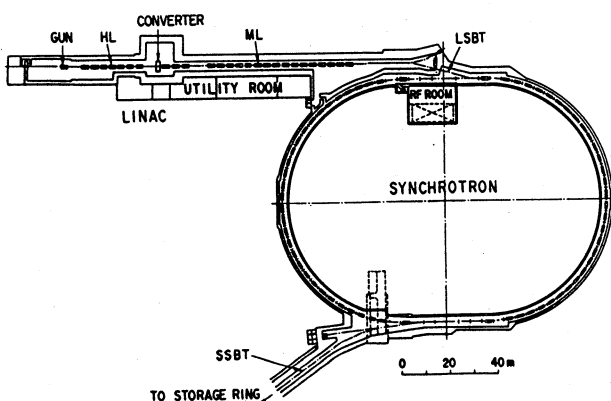 CONVERTER
GUN HL ML LSBT
UTILITY ROOM
RF ROOM
LINAC
SYNCHROTRON
SSBT
0 20 40m
TO STORAGE RING